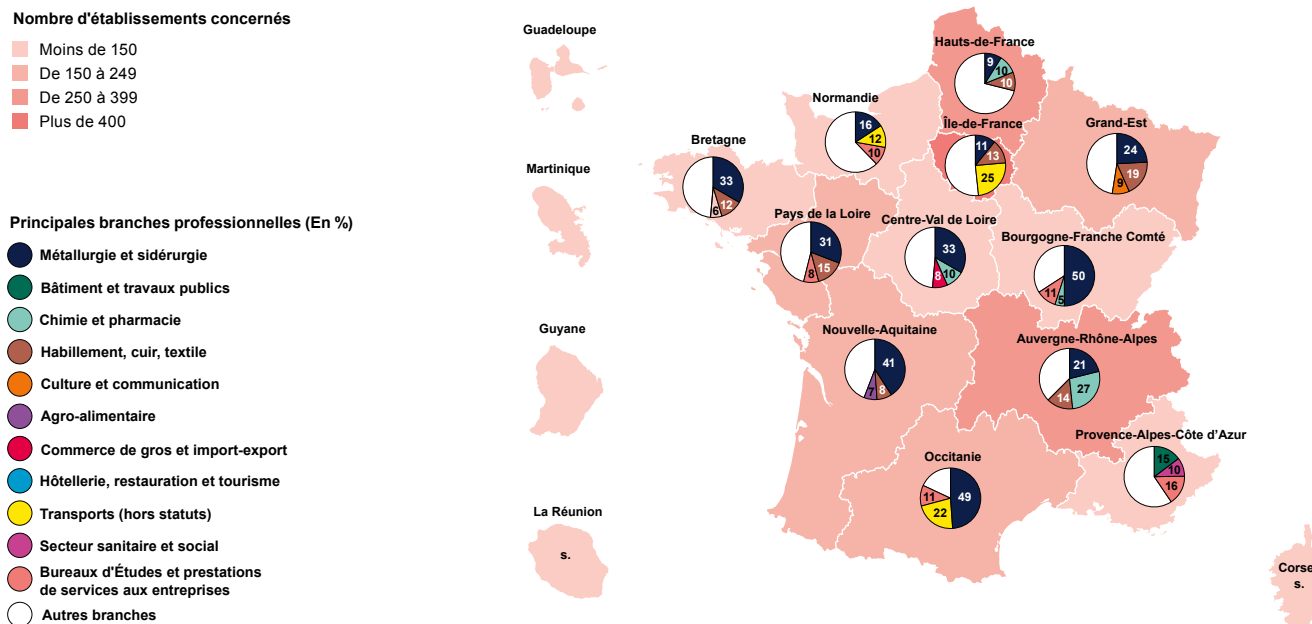 Nombre d'établissements concernés
Moins de 150
De 150 à 249
De 250 à 399
Plus de 400
Principales branches professionnelles (En %)
Métallurgie et sidérurgie
Bâtiment et travaux publics
Chimie et pharmacie
Habillement, cuir, textile
Culture et communication
Agro-alimentaire
Commerce de gros et import-export
Hôtellerie, restauration et tourisme
Transports (hors statuts)
Secteur sanitaire et social
Bureaux d'Études et prestations
de services aux entreprises
Autres branches
Guadeloupe
Martinique
Guyane
La Réunion
s.
Hauts-de-France
9
10
10
Normandie
16
12
10
Île-de-France
11
13
25
Grand-Est
24
19
9
Bretagne
33
12
6
Pays de la Loire
31
15
8
Centre-Val de Loire
33
10
8
Bourgogne-Franche Comté
50
5
11
Nouvelle-Aquitaine
41
8
7
Auvergne-Rhône-Alpes
21
27
14
Provence-Alpes-Côte d'Azur
15
10
16
Occitanie
49
22
11
Corse
s.